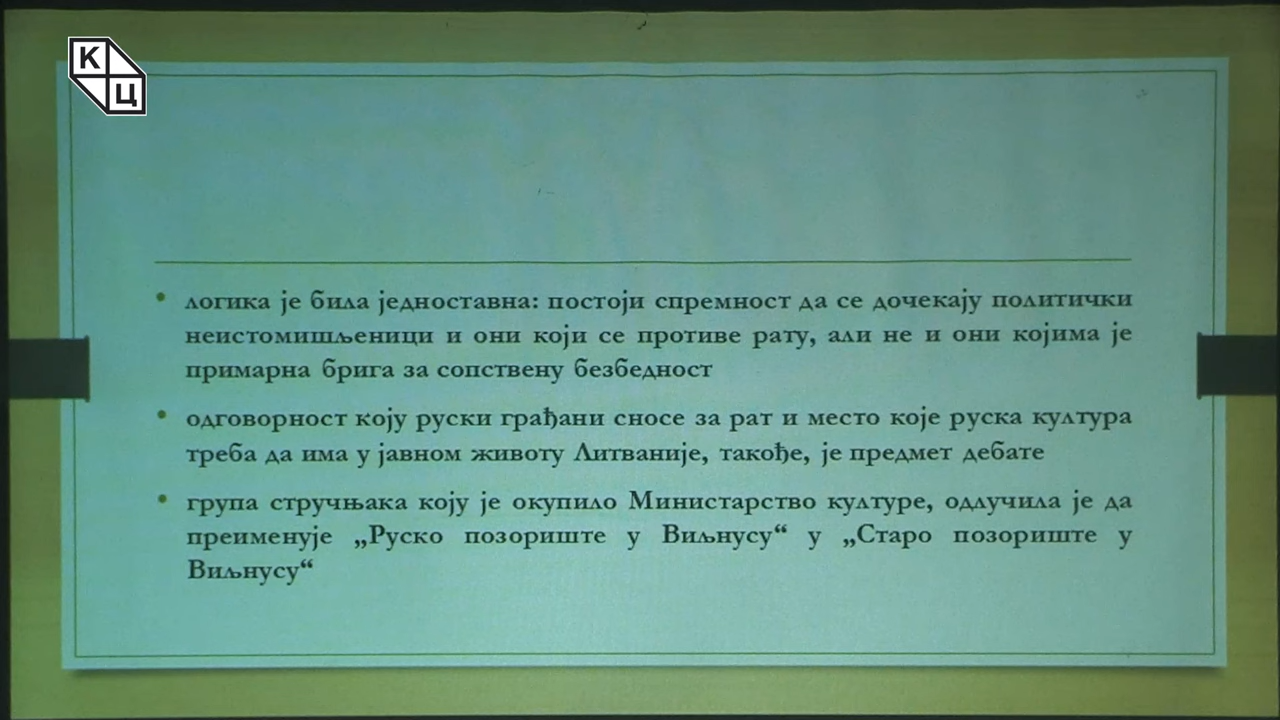 К
Ц
логика је била једноставна: постоји спремност да се дочекају политички
неистомишљеници и они који се противе рату, али не и они којима је
примарна брига за сопствену безбедност
одговорност коју руски грађани сносе за рат и место које руска култура
треба да има у јавном животу Литваније, такође, је предмет дебате
група стручњака коју је окупило Министарство културе, одлучила је да
преименује „Руско позориште у Виљнусу“ у „Старо позориште у
Виљнусу“